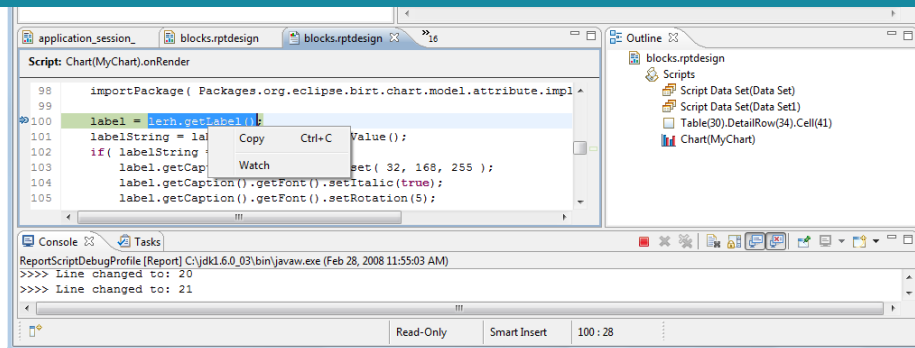 application_session_ blocks.rptdesign blocks.rptdesign »16
Script: Chart(MyChart).onRender
98 importPackage( Packages.org.eclipse.birt.chart.model.attribute.impl
99
100 label = lerh.getLabel();
101 labelString = la Value();
102 if( labelString =
103 label.getCap set( 32, 168, 255 );
104 label.getCaption().getFont().setItalic(true);
105 label.getCaption().getFont().setRotation(5);
Copy Ctrl+C
Watch
Outline
blocks.rptdesign
Scripts
Script Data Set(Data Set)
Script Data Set(Data Set1)
Table(30).DetailRow(34).Cell(41)
Chart(MyChart)
Console Tasks
ReportScriptDebugProfile [Report] C:\jdk1.6.0_03\bin\javaw.exe (Feb 28, 2008 11:55:03 AM)
>>>> Line changed to: 20
>>>> Line changed to: 21
Read-Only Smart Insert 100 : 28